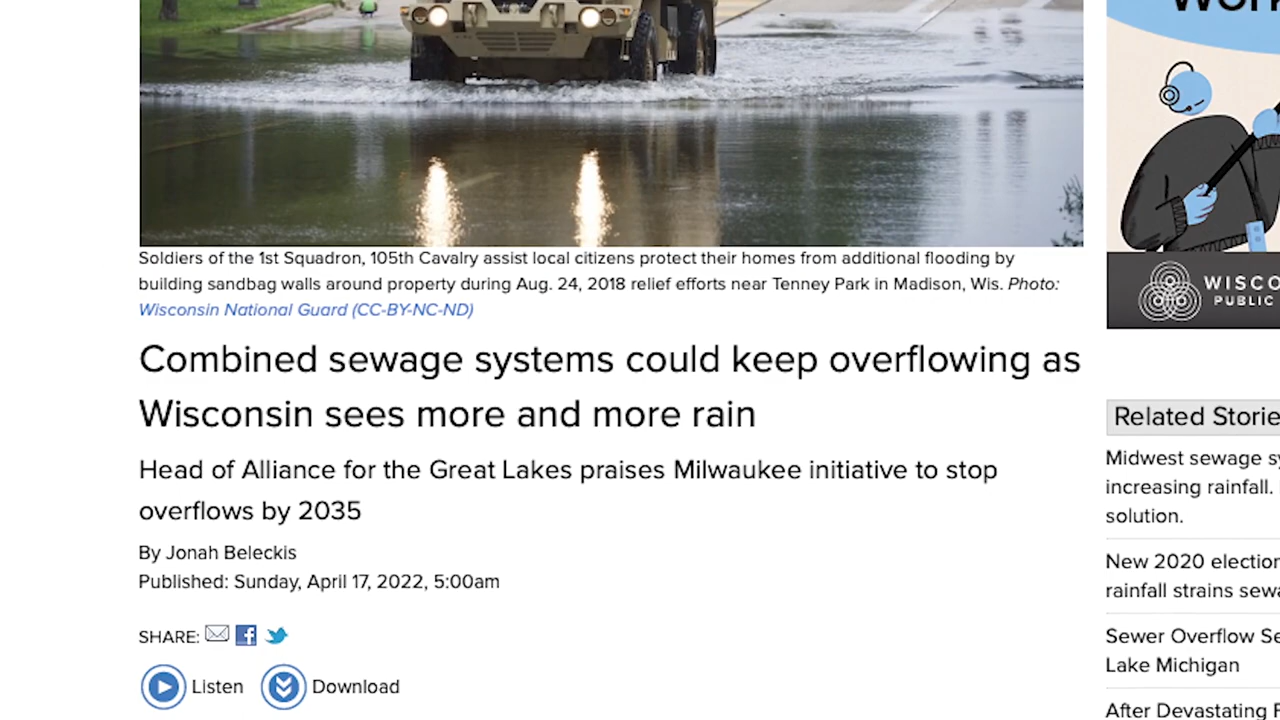 Soldiers of the 1st Squadron, 105th Cavalry assist local citizens protect their homes from additional flooding by
building sandbag walls around property during Aug. 24, 2018 relief efforts near Tenney Park in Madison, Wis. Photo:
Wisconsin National Guard (CC-BY-NC-ND)
Combined sewage systems could keep overflowing as
Wisconsin sees more and more rain
Head of Alliance for the Great Lakes praises Milwaukee initiative to stop
overflows by 2035
By Jonah Beleckis
Published: Sunday, April 17, 2022, 5:00am
SHARE:
Listen
Download
WISCO
PUBLIC
Related Storie
Midwest sewage sy
increasing rainfall.
solution.
New 2020 election
rainfall strains sewa
Sewer Overflow Se
Lake Michigan
After Devastating F